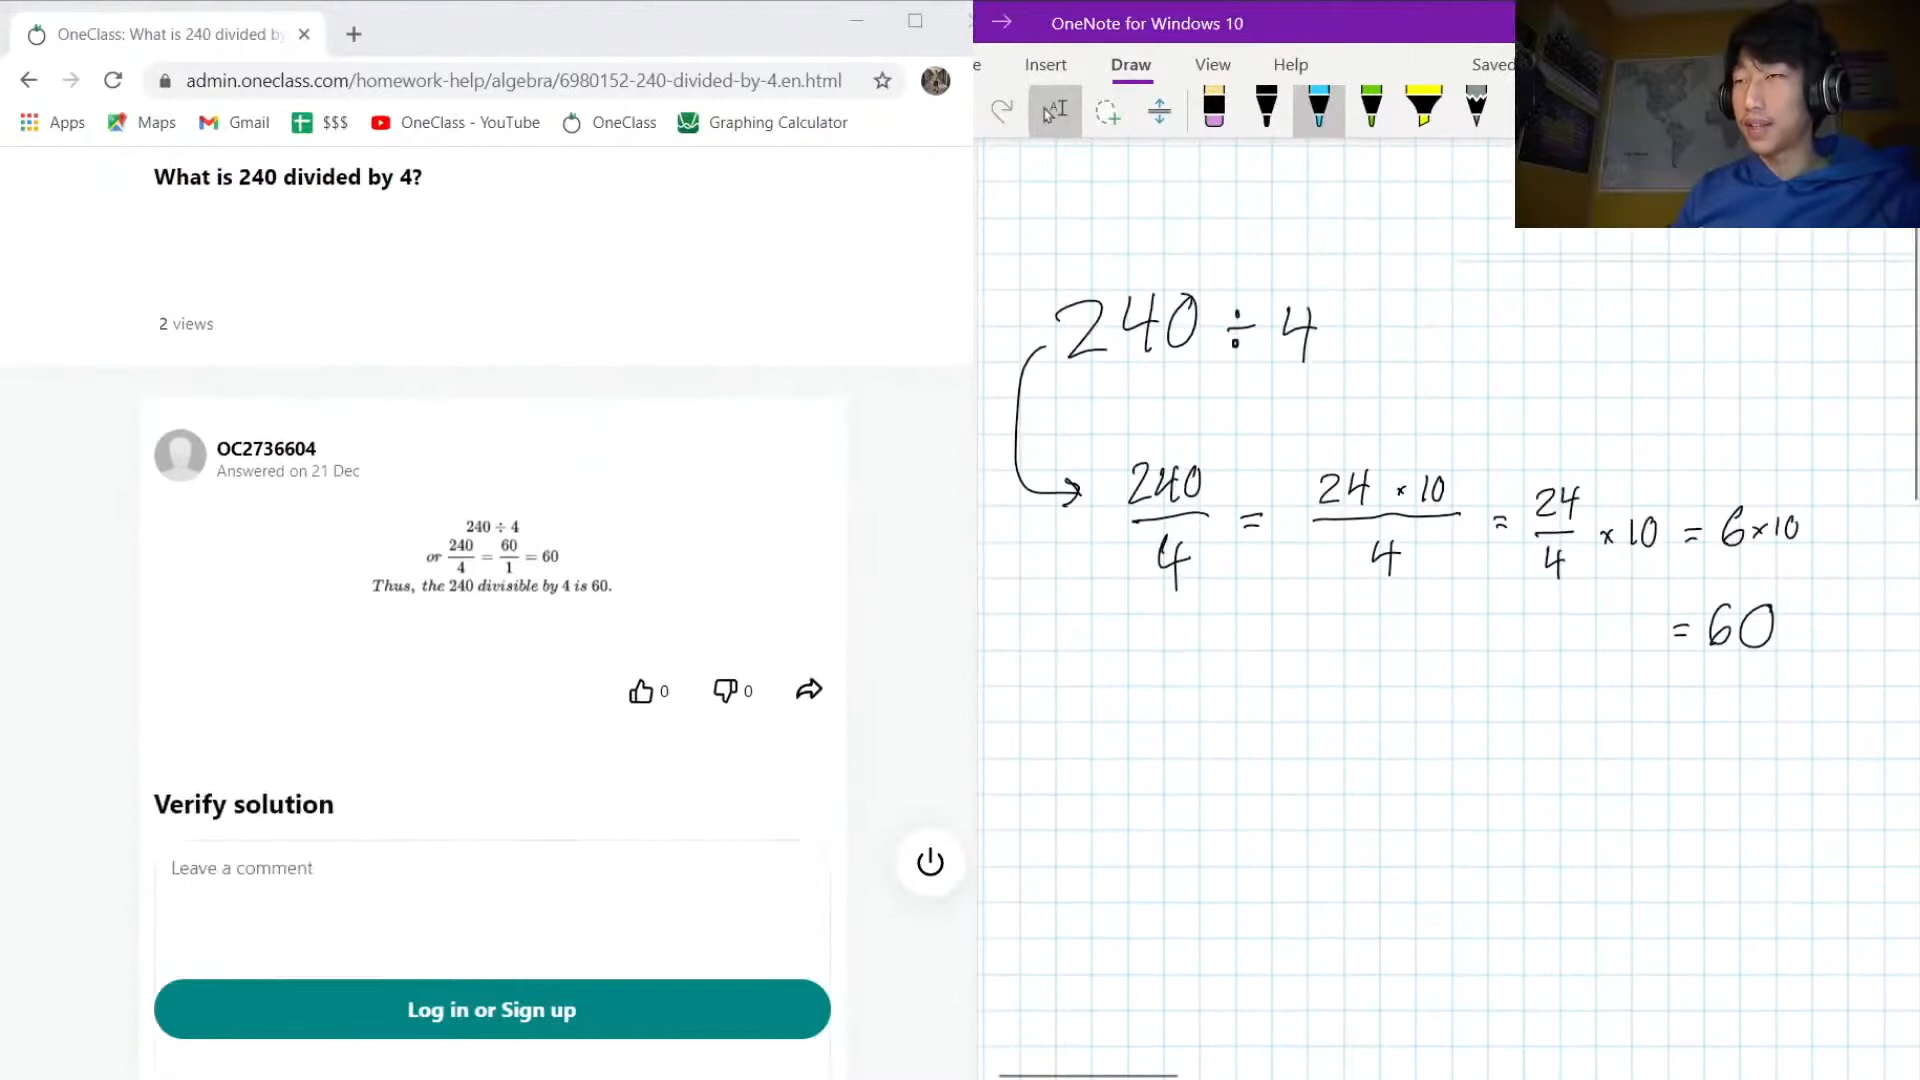 OneClass: What is 240 divided b
admin.oneclass.com/homework-help/algebra/6980152-240-divided-by-4.en.html
Apps Maps Gmail $$$ OneClass - YouTube OneClass Graphing Calculator
What is 240 divided by 4?
2 views
OC2736604
Answered on 21 Dec
240 ÷ 4
or 240/4 = 60/1 = 60
Thus, the 240 divisible by 4 is 60.
0 0
Verify solution
Leave a comment
Log in or Sign up
OneNote for Windows 10
Insert Draw View Help Saved
240 ÷ 4
240/4 = 24 × 10/4 = 24/4 × 10 = 6 × 10
= 60